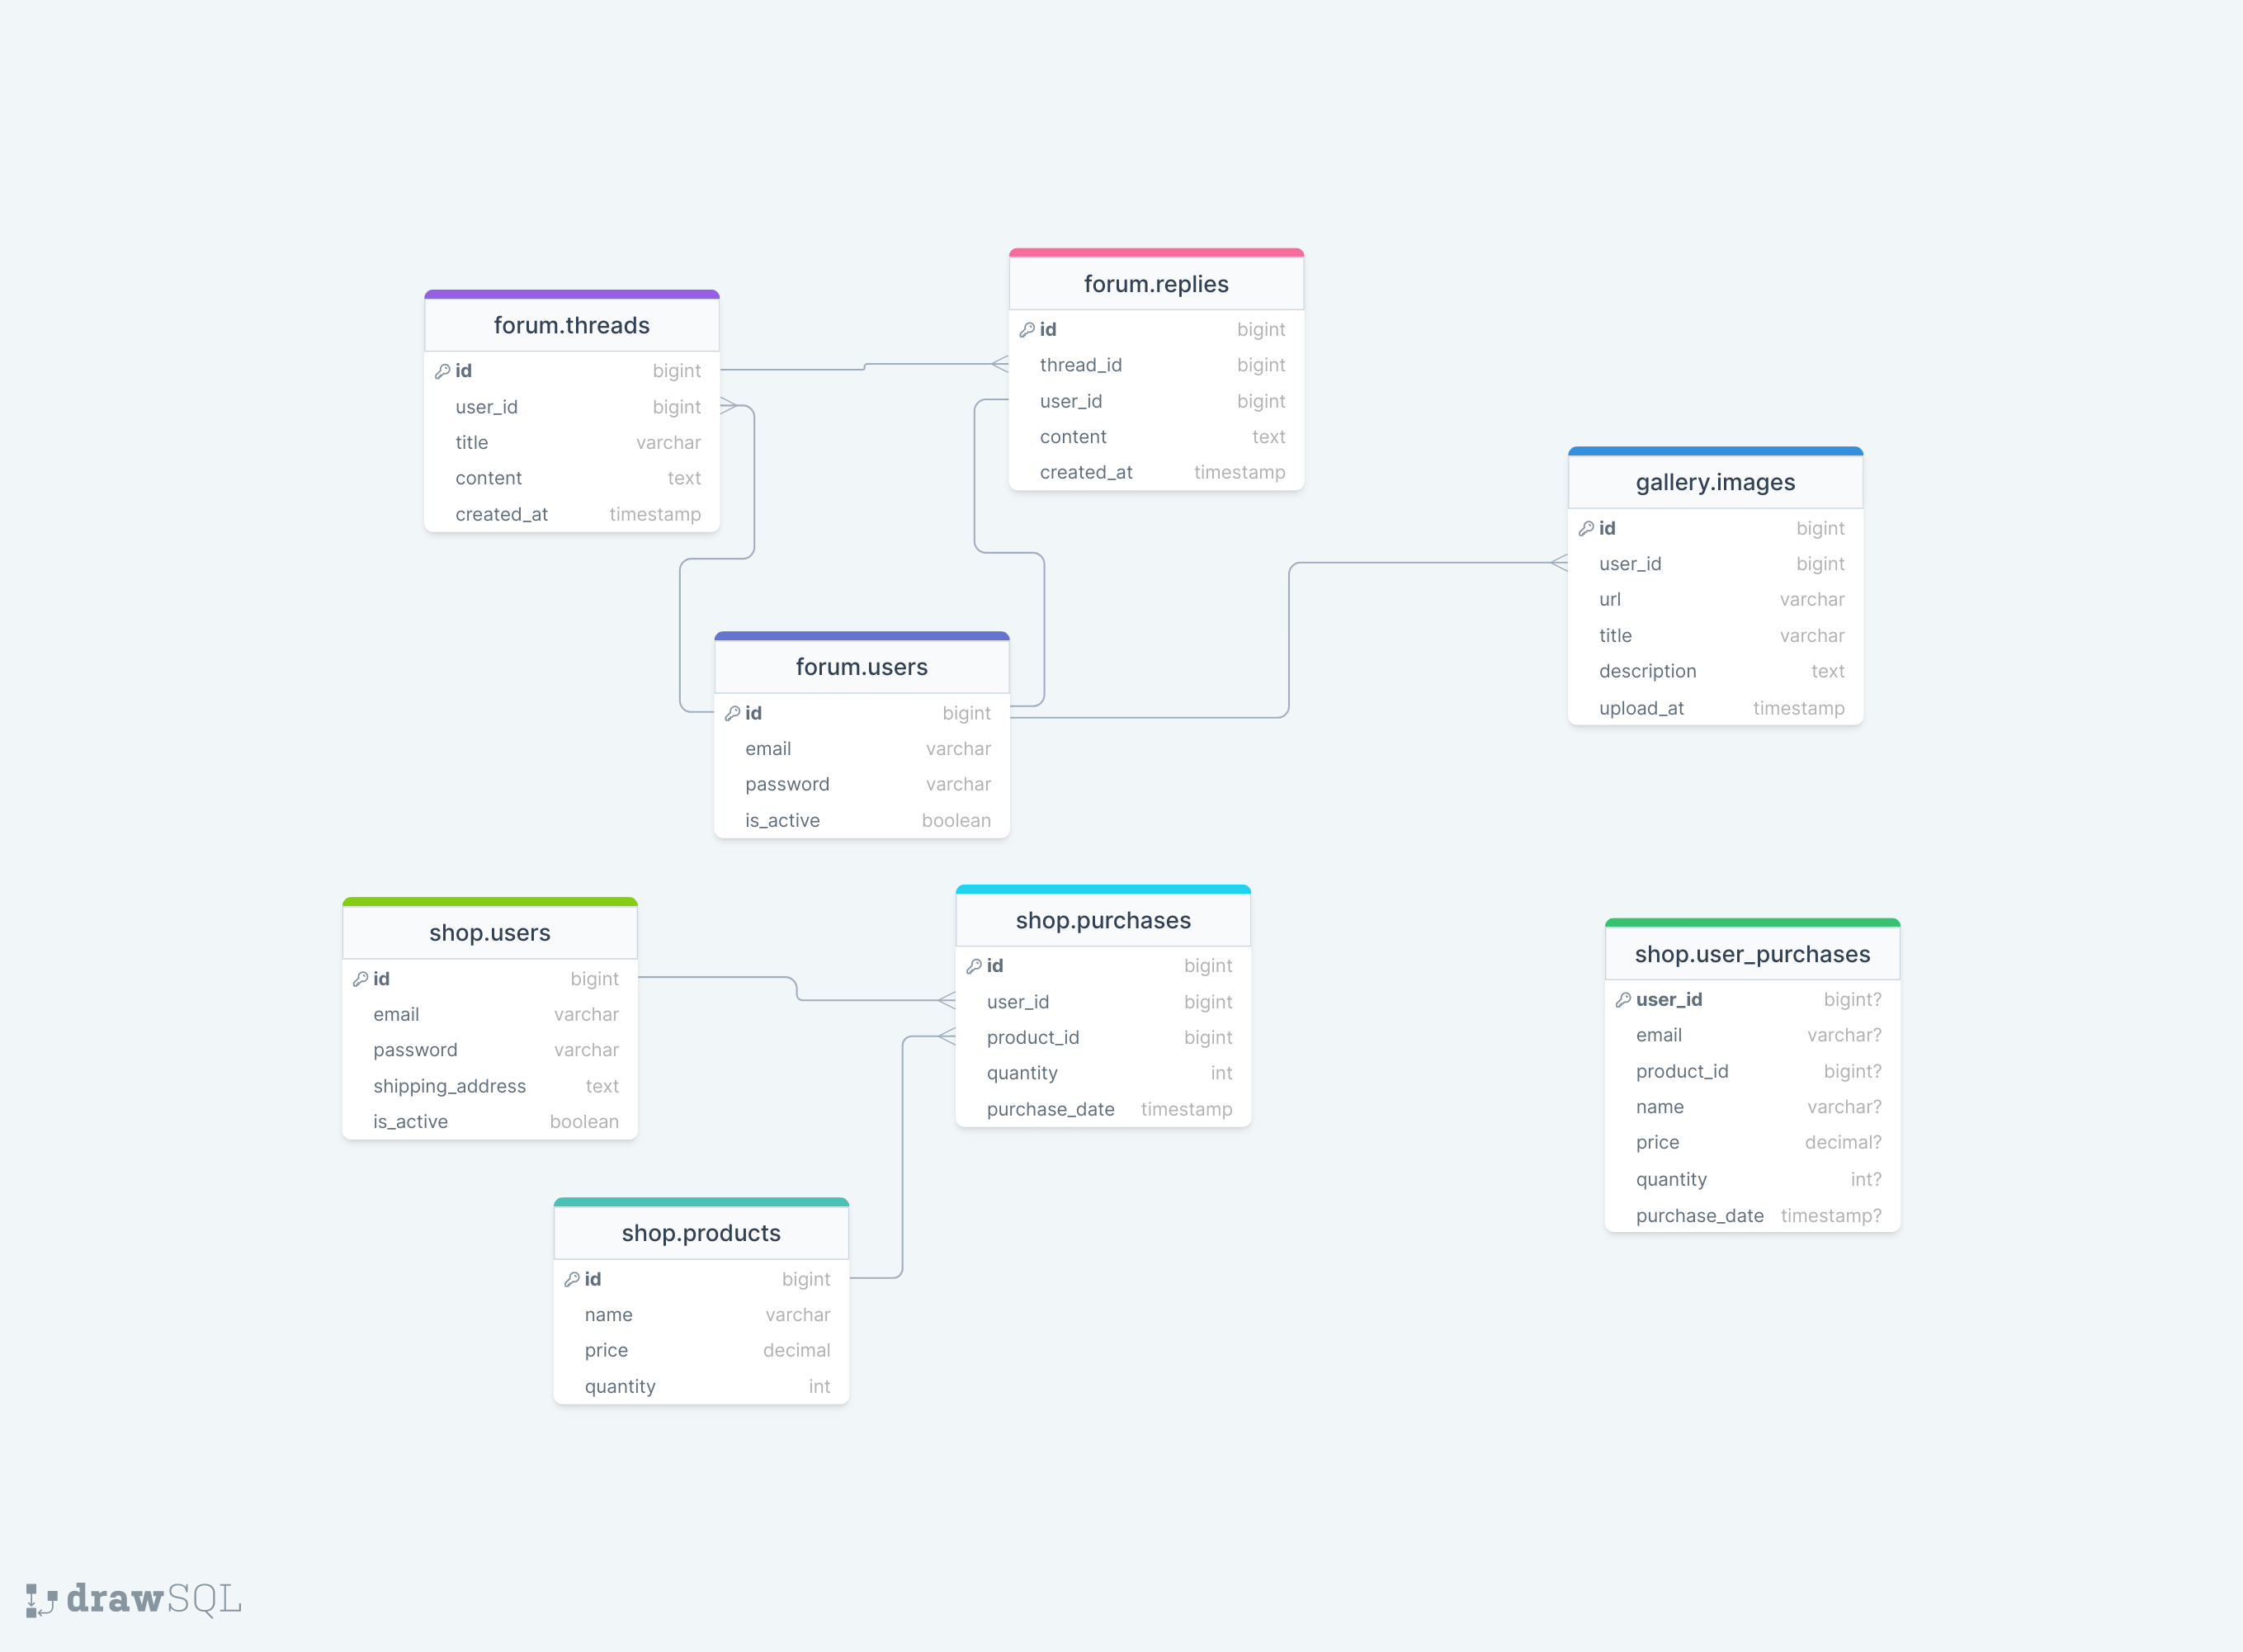 forum.threads
id bigint
user_id bigint
title varchar
content text
created_at timestamp
forum.replies
id bigint
thread_id bigint
user_id bigint
content text
created_at timestamp
gallery.images
id bigint
user_id bigint
url varchar
title varchar
description text
upload_at timestamp
forum.users
id bigint
email varchar
password varchar
is_active boolean
shop.users
id bigint
email varchar
password varchar
shipping_address text
is_active boolean
shop.purchases
id bigint
user_id bigint
product_id bigint
quantity int
purchase_date timestamp
shop.user_purchases
user_id bigint?
email varchar?
product_id bigint?
name varchar?
price decimal?
quantity int?
purchase_date timestamp?
shop.products
id bigint
name varchar
price decimal
quantity int
drawSQL